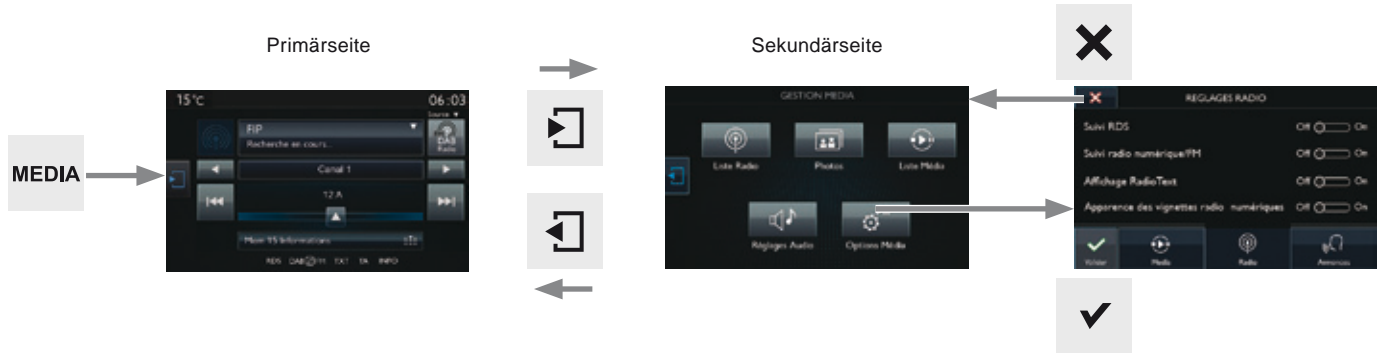 Primärseite
Sekundärseite
MEDIA
15°C
06:03
Source
FIP
Recherche en cours...
DAB
Radio
Canal 1
12 A
RDS DAB FM TXT TA INFO
GESTION MEDIA
Liste Radio
Photos
Liste Média
Réglages Audio
Options Média
REGLAGES RADIO
Suivi RDS Off On
Suivi radio numérique/FM Off On
Affichage RadioText Off On
Apparence des vignettes radio numériques Off On
Valider
Media
Radio
Annonces